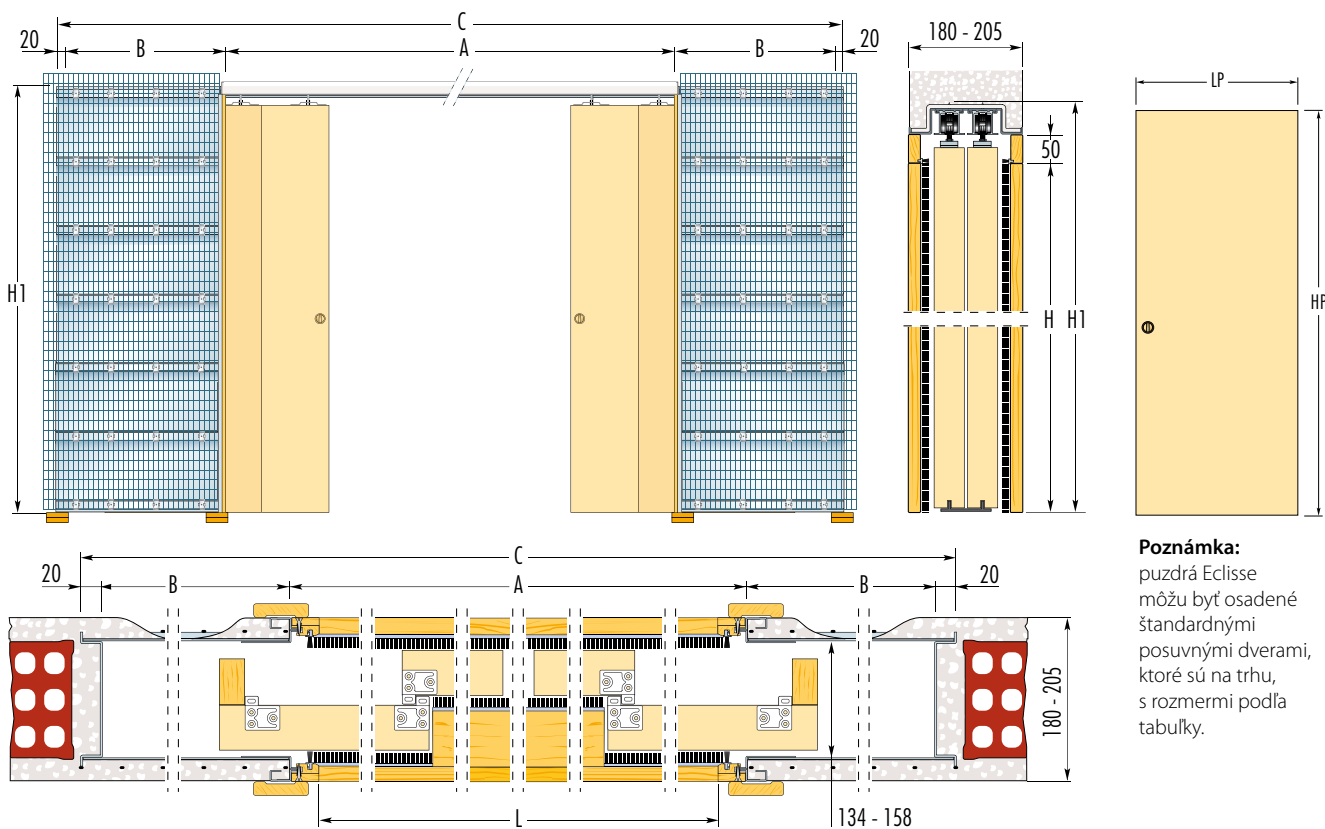 C
20
B
A
B
20
H1
180 - 205
50
H
H1
LP
HP
C
20
B
A
B
20
180 - 205
L
134 - 158
Poznámka:
puzdrá Eclisse
môžu byť osadené
štandardnými
posuvnými dverami,
ktoré sú na trhu,
s rozmermi podľa
tabuľky.